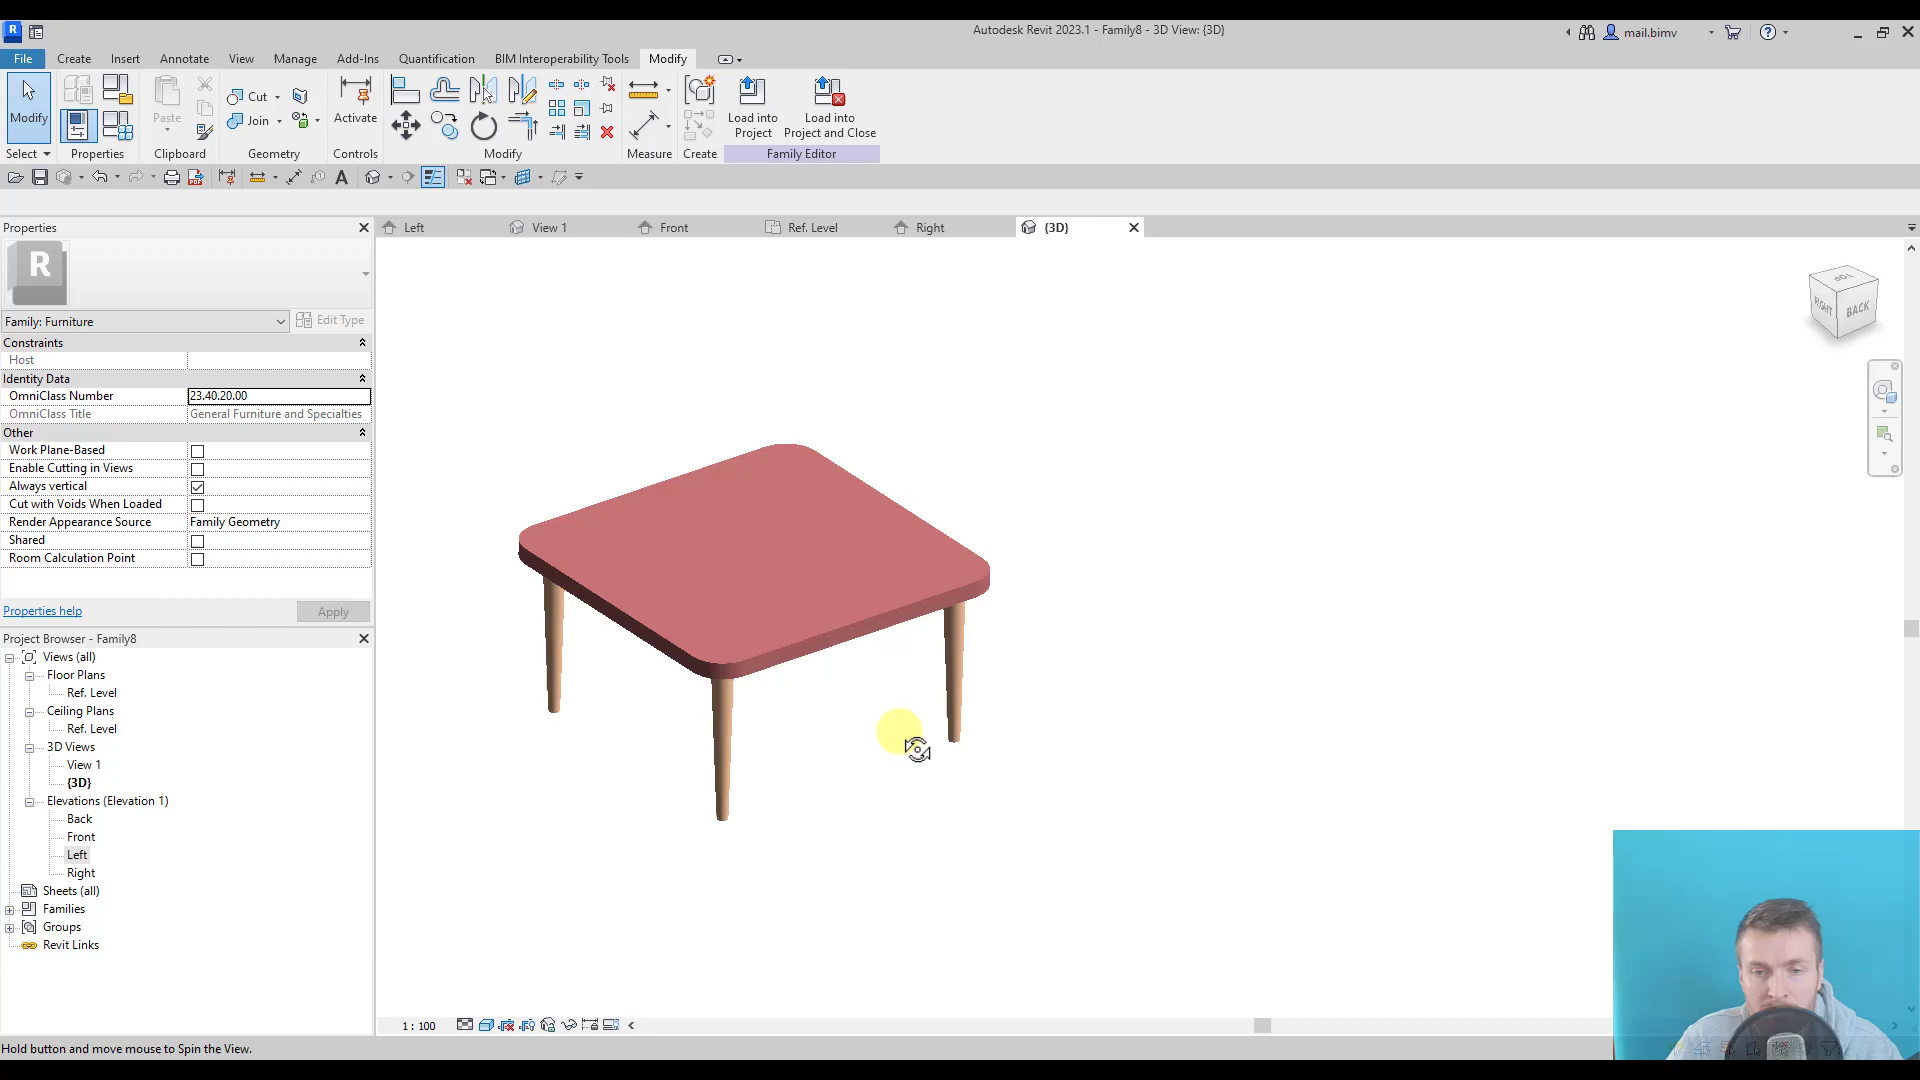 Autodesk Revit 2023.1 - Family8 - 3D View: {3D}
mail.bimv
File Create Insert Annotate View Manage Add-Ins Quantification BIM Interoperability Tools Modify
Modify
Paste
Cut
Join
Activate
Load into
Project
Load into
Project and Close
Select Properties Clipboard Geometry Controls Modify Measure Create Family Editor
Properties
Left View 1 Front Ref. Level Right {3D}
R
Family: Furniture Edit Type
Constraints
Host
Identity Data
OmniClass Number 23.40.20.00
OmniClass Title General Furniture and Specialties
Other
Work Plane-Based
Enable Cutting in Views
Always vertical
Cut with Voids When Loaded
Render Appearance Source Family Geometry
Shared
Room Calculation Point
Properties help Apply
Project Browser - Family8
Views (all)
Floor Plans
Ref. Level
Ceiling Plans
Ref. Level
3D Views
View 1
{3D}
Elevations (Elevation 1)
Back
Front
Left
Right
Sheets (all)
Families
Groups
Revit Links
TOP
RIGHT BACK
1 : 100
Hold button and move mouse to Spin the View.